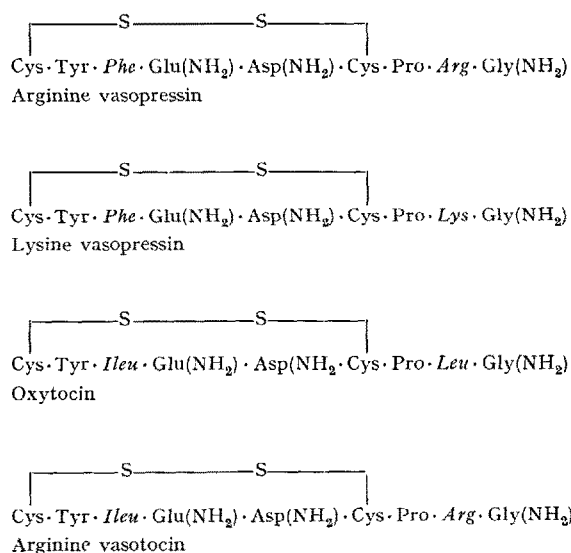 S S
Cys·Tyr·Phe·Glu(NH₂)·Asp(NH₂)·Cys·Pro·Arg·Gly(NH₂)
Arginine vasopressin
S S
Cys·Tyr·Phe·Glu(NH₂)·Asp(NH₂)·Cys·Pro·Lys·Gly(NH₂)
Lysine vasopressin
S S
Cys·Tyr·Ileu·Glu(NH₂)·Asp(NH₂·Cys·Pro·Leu·Gly(NH₂)
Oxytocin
S S
Cys·Tyr·Ileu·Glu(NH₂)·Asp(NH₂)·Cys·Pro·Arg·Gly(NH₂)
Arginine vasotocin